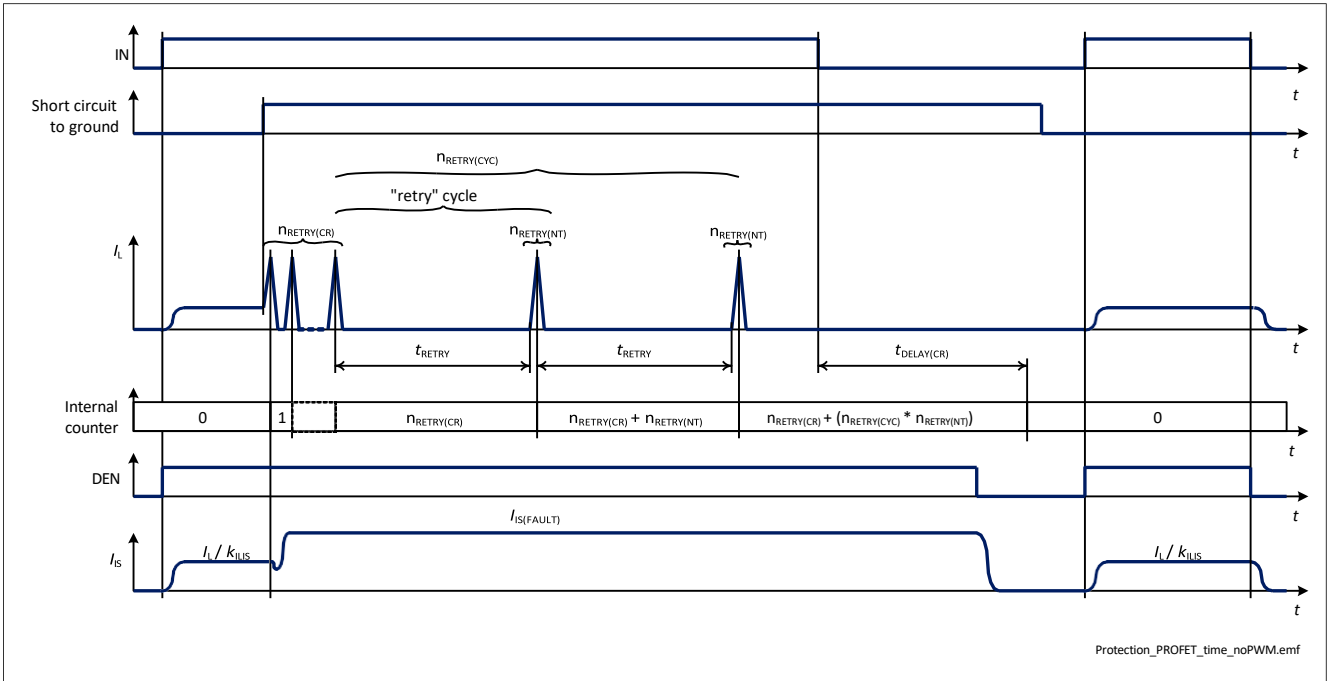 IN
t
Short circuit
to ground
t
nRETRY(CYC)
"retry" cycle
nRETRY(CR)
nRETRY(NT)
nRETRY(NT)
IL
t
tRETRY
tRETRY
tDELAY(CR)
Internal
counter
0
1
nRETRY(CR)
nRETRY(CR) + nRETRY(NT)
nRETRY(CR) + (nRETRY(CYC) * nRETRY(NT))
0
t
DEN
t
IIS(FAULT)
IIS
IL / kILIS
IL / kILIS
t
Protection_PROFET_time_noPWM.emf